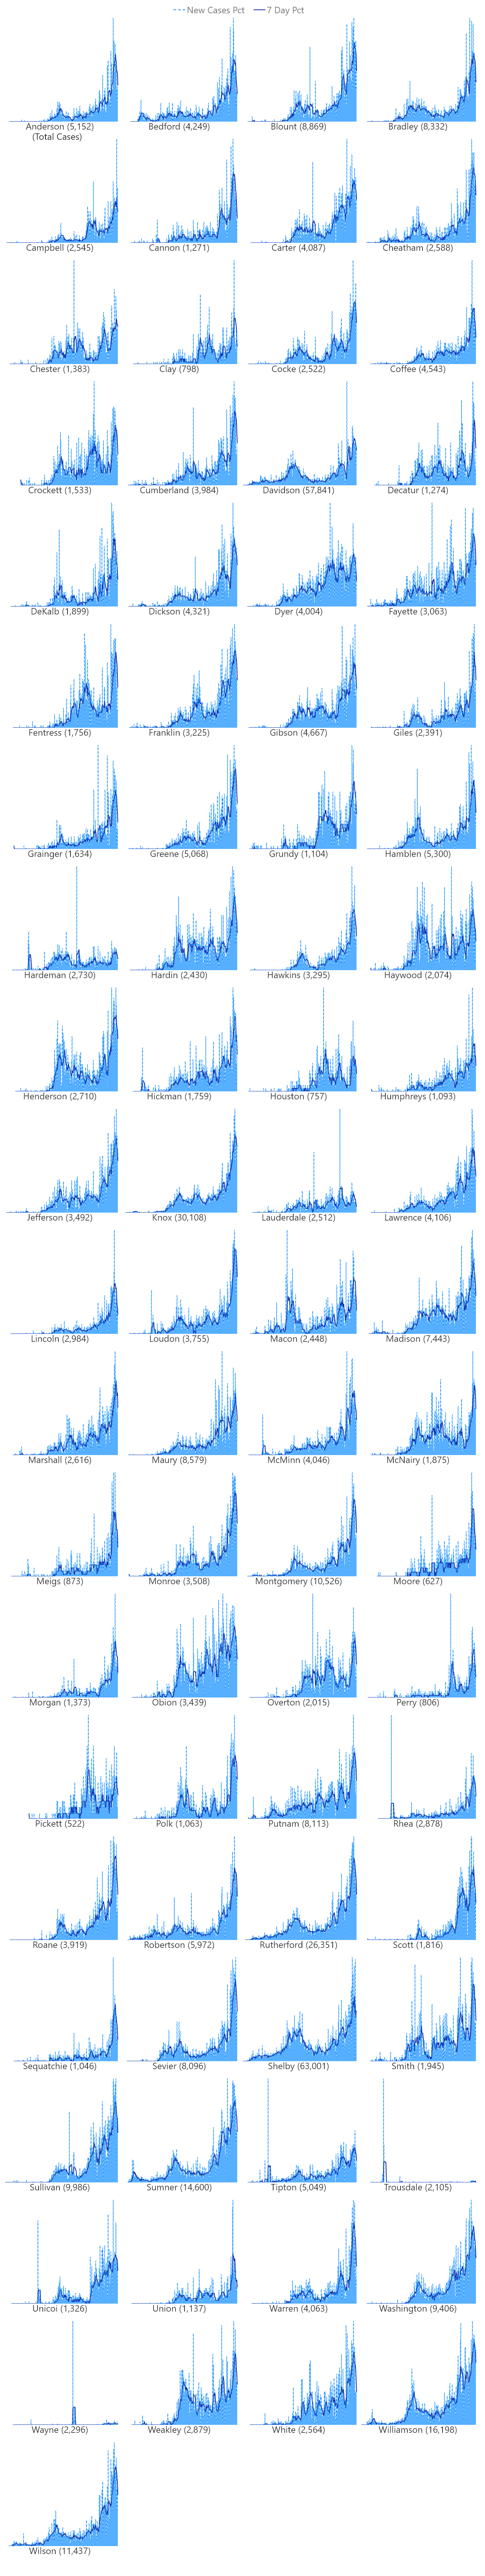 New Cases Pct 7 Day Pct
Anderson (5,152) Bedford (4,249) Blount (8,869) Bradley (8,332)
(Total Cases)
Campbell (2,545) Cannon (1,271) Carter (4,087) Cheatham (2,588)
Chester (1,383) Clay (798) Cocke (2,522) Coffee (4,543)
Crockett (1,533) Cumberland (3,984) Davidson (57,841) Decatur (1,274)
DeKalb (1,899) Dickson (4,321) Dyer (4,004) Fayette (3,063)
Fentress (1,756) Franklin (3,225) Gibson (4,667) Giles (2,391)
Grainger (1,634) Greene (5,068) Grundy (1,104) Hamblen (5,300)
Hardeman (2,730) Hardin (2,430) Hawkins (3,295) Haywood (2,074)
Henderson (2,710) Hickman (1,759) Houston (757) Humphreys (1,093)
Jefferson (3,492) Knox (30,108) Lauderdale (2,512) Lawrence (4,106)
Lincoln (2,984) Loudon (3,755) Macon (2,448) Madison (7,443)
Marshall (2,616) Maury (8,579) McMinn (4,046) McNairy (1,875)
Meigs (873) Monroe (3,508) Montgomery (10,526) Moore (627)
Morgan (1,373) Obion (3,439) Overton (2,015) Perry (806)
Pickett (522) Polk (1,063) Putnam (8,113) Rhea (2,878)
Roane (3,919) Robertson (5,972) Rutherford (26,351) Scott (1,816)
Sequatchie (1,046) Sevier (8,096) Shelby (63,001) Smith (1,945)
Sullivan (9,986) Sumner (14,600) Tipton (5,049) Trousdale (2,105)
Unicoi (1,326) Union (1,137) Warren (4,063) Washington (9,406)
Wayne (2,296) Weakley (2,879) White (2,564) Williamson (16,198)
Wilson (11,437)